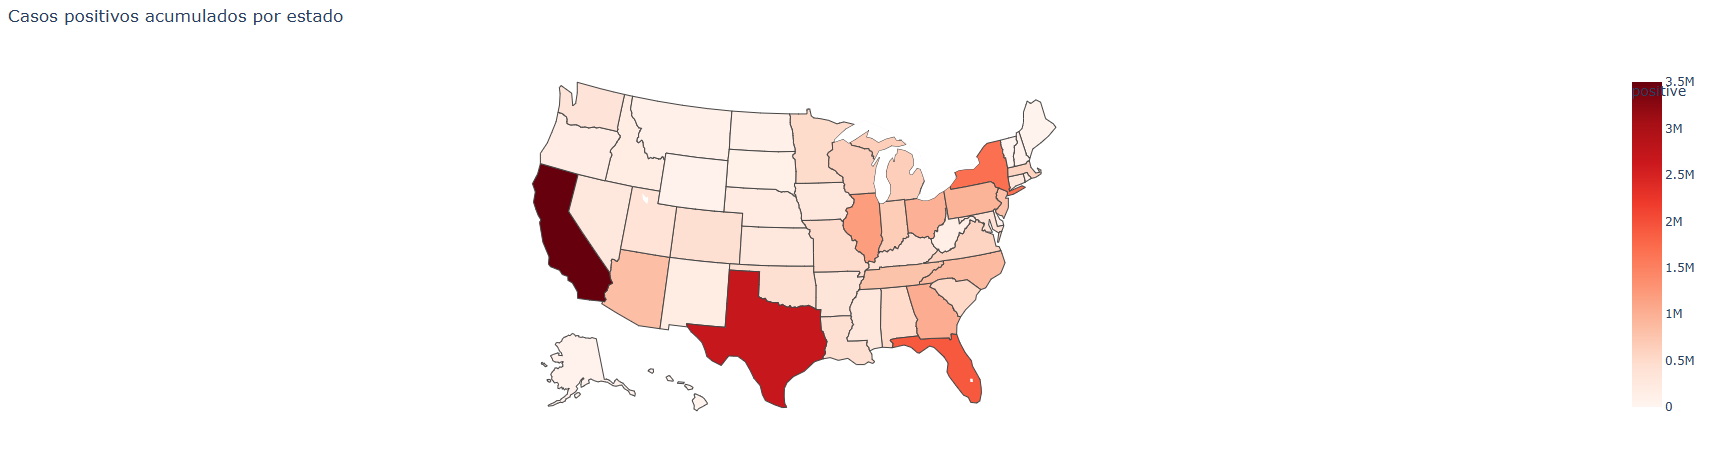 Casos positivos acumulados por estado
3.5M
positive
3M
2.5M
2M
1.5M
1M
0.5M
0